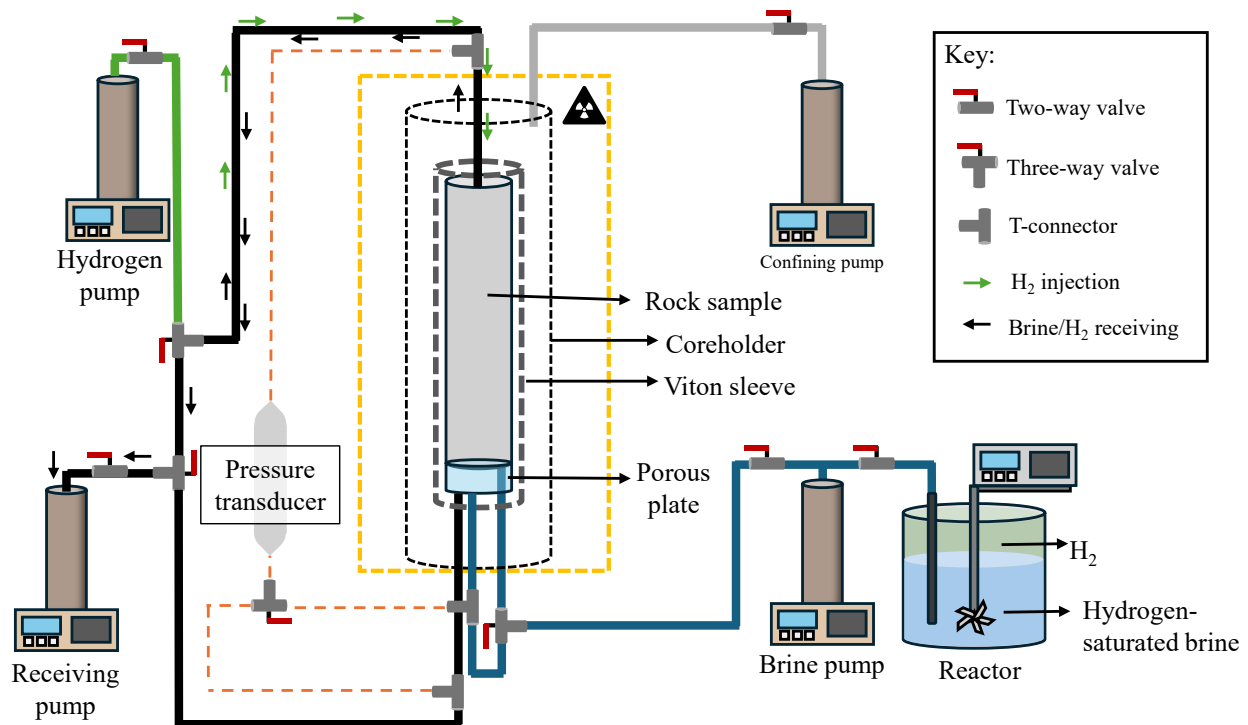 Key:
Two-way valve
Three-way valve
T-connector
H₂ injection
Brine/H₂ receiving
Hydrogen
pump
Confining pump
Rock sample
Coreholder
Viton sleeve
Porous
plate
Pressure
transducer
Receiving
pump
Brine pump
Reactor
H₂
Hydrogen-
saturated brine